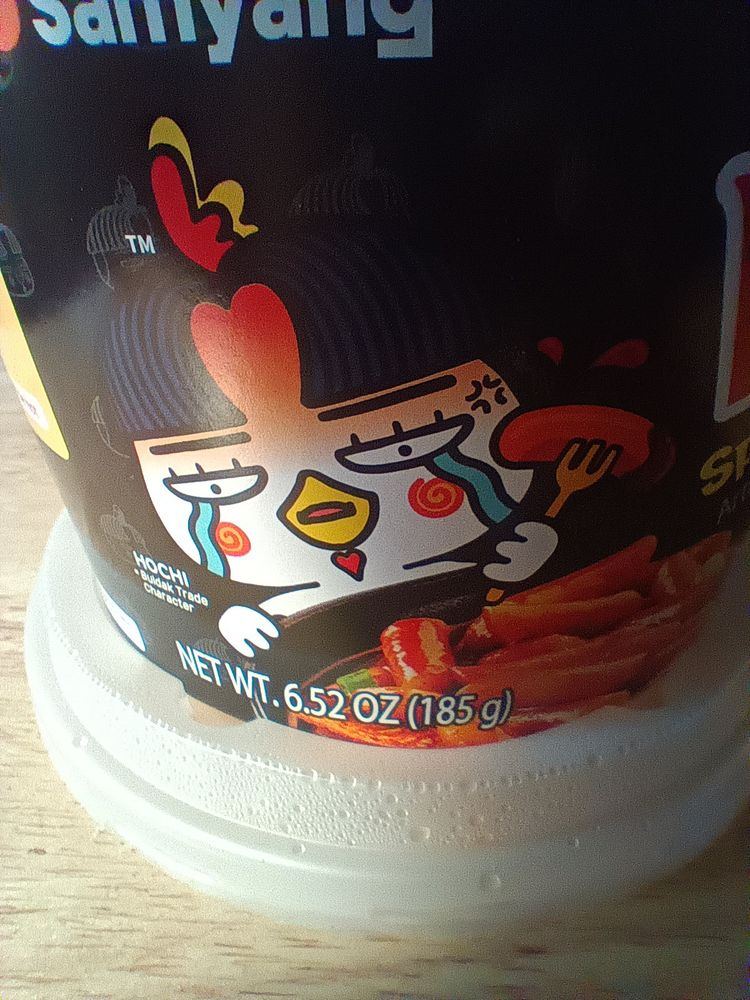 Samyang
TM
HOCHI
• Buldak Trade
Character
NET WT. 6.52 OZ (185 g)